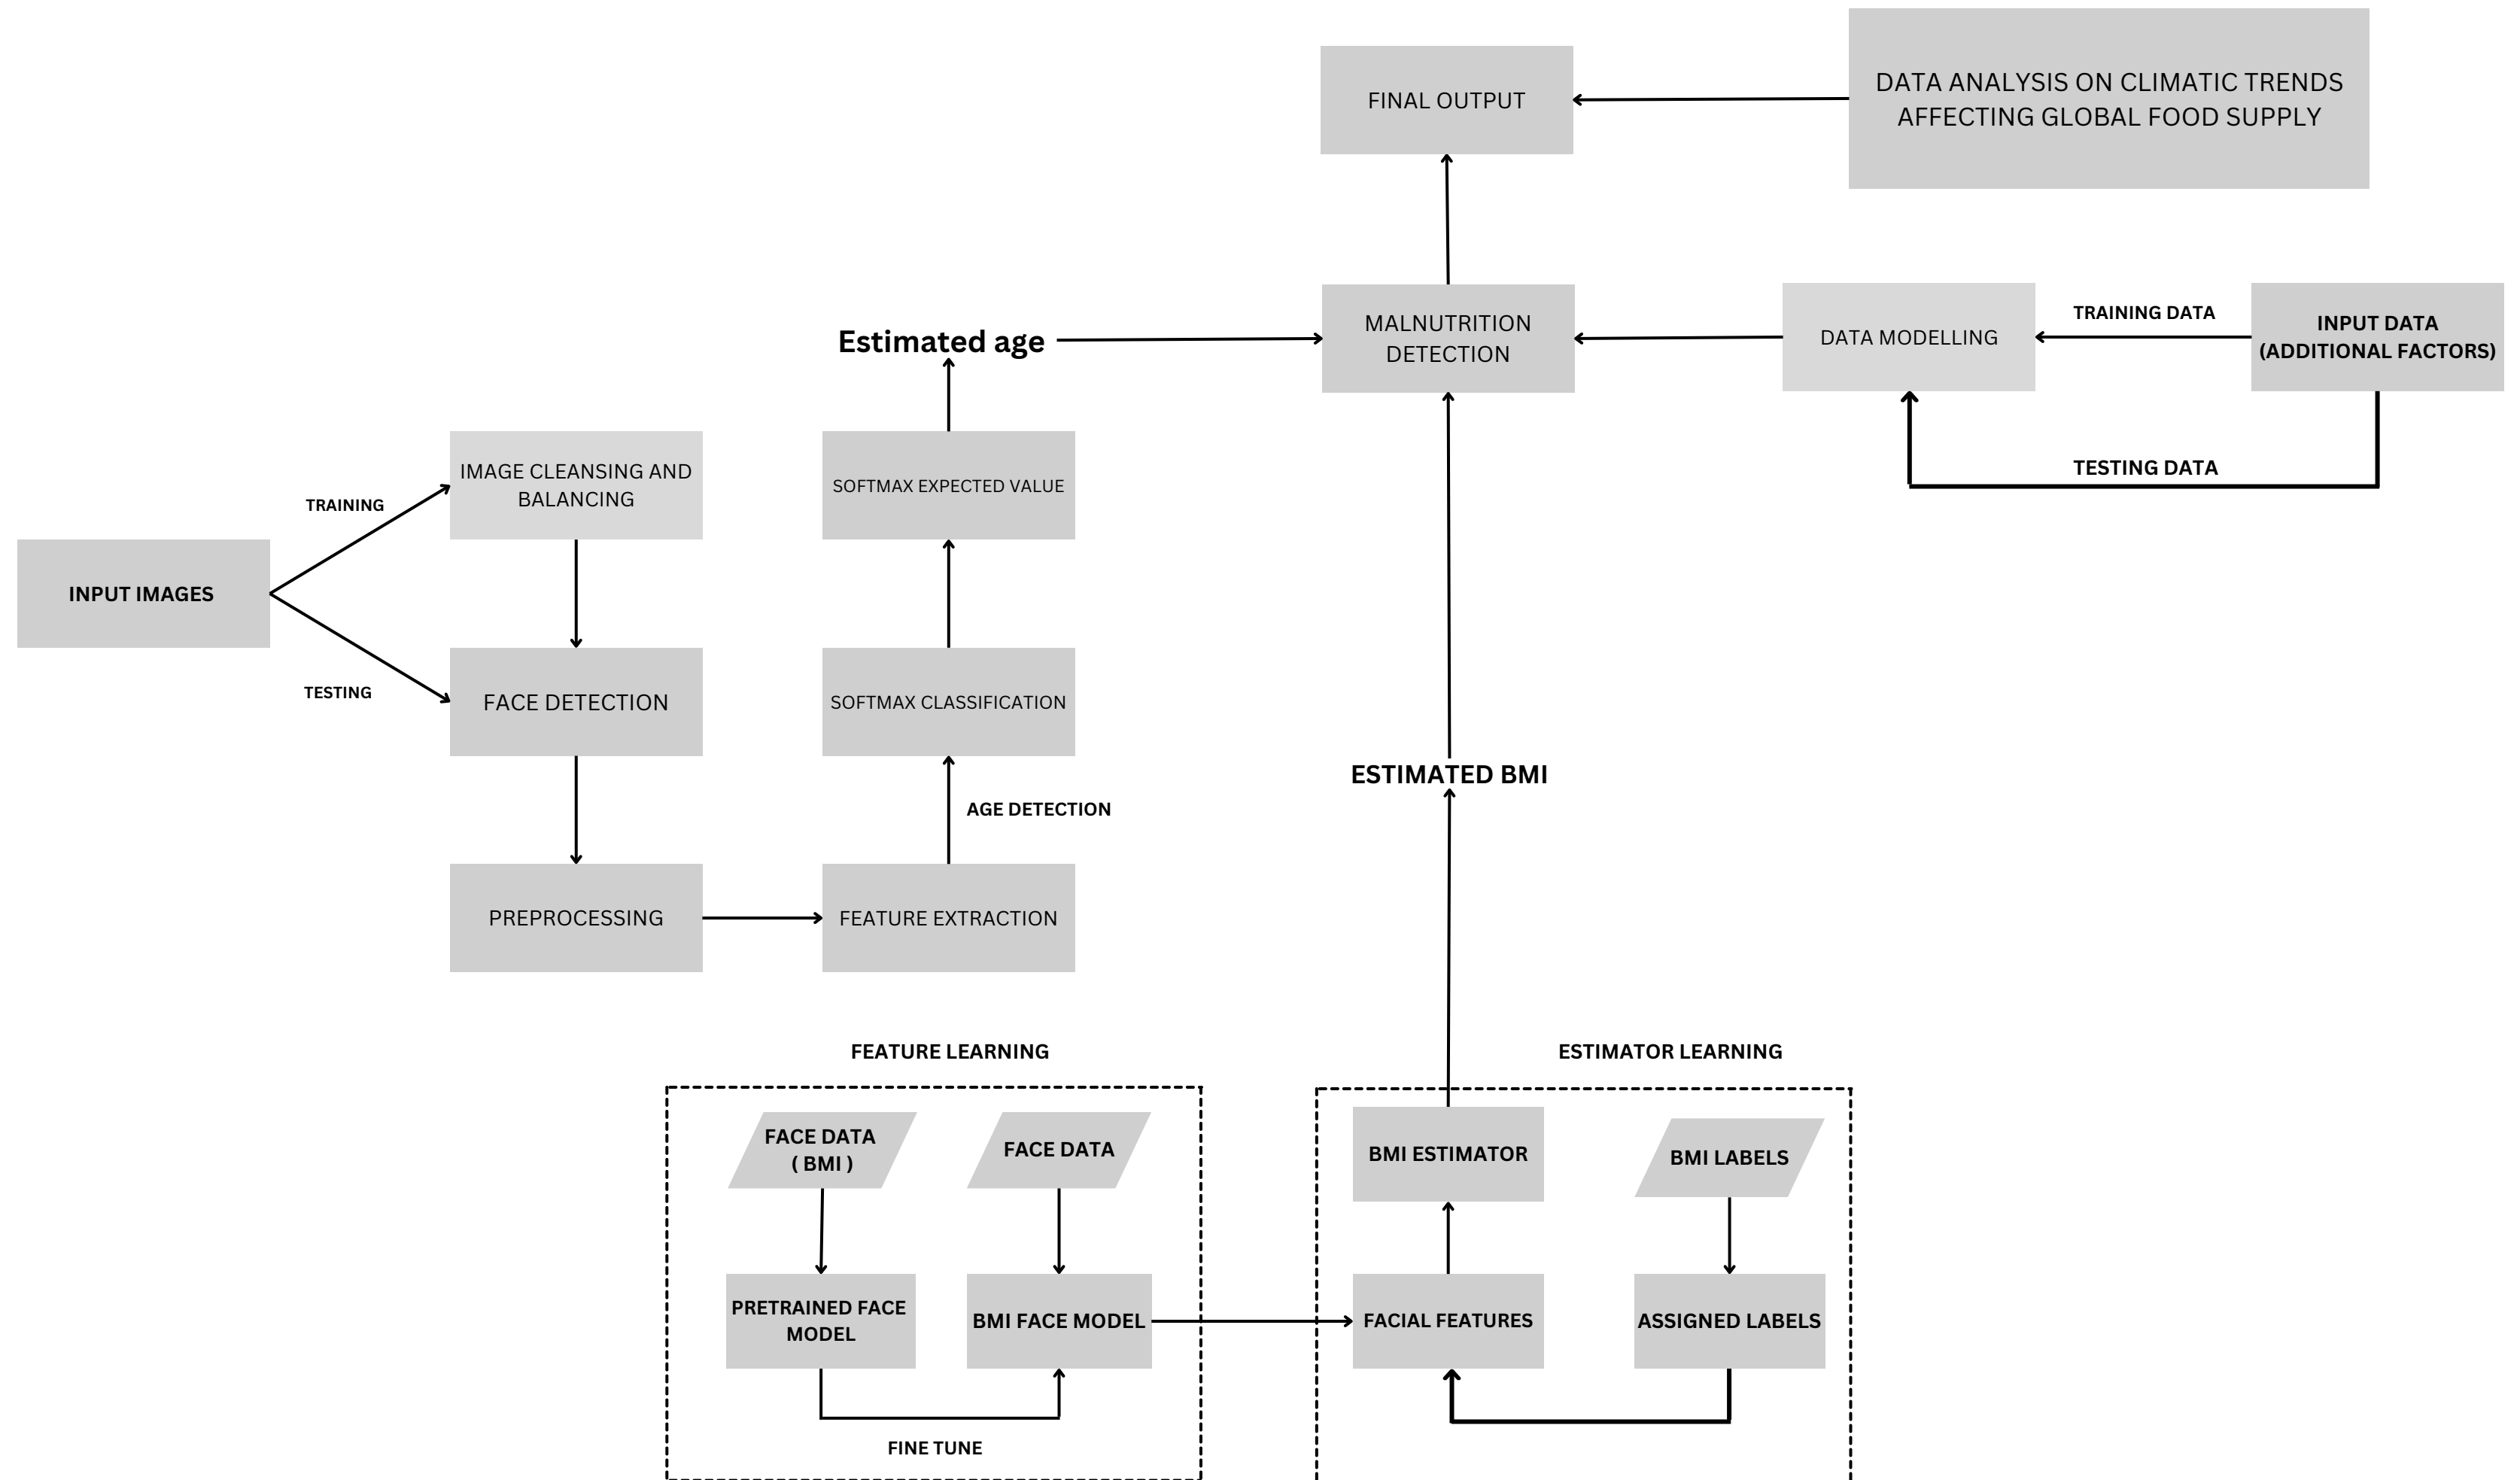 FINAL OUTPUT
DATA ANALYSIS ON CLIMATIC TRENDS
AFFECTING GLOBAL FOOD SUPPLY
Estimated age
MALNUTRITION
DETECTION
DATA MODELLING
TRAINING DATA
INPUT DATA
(ADDITIONAL FACTORS)
TESTING DATA
IMAGE CLEANSING AND
BALANCING
SOFTMAX EXPECTED VALUE
TRAINING
INPUT IMAGES
TESTING
FACE DETECTION
SOFTMAX CLASSIFICATION
ESTIMATED BMI
AGE DETECTION
PREPROCESSING
FEATURE EXTRACTION
FEATURE LEARNING
ESTIMATOR LEARNING
FACE DATA
( BMI )
FACE DATA
BMI ESTIMATOR
BMI LABELS
PRETRAINED FACE
MODEL
BMI FACE MODEL
FACIAL FEATURES
ASSIGNED LABELS
FINE TUNE